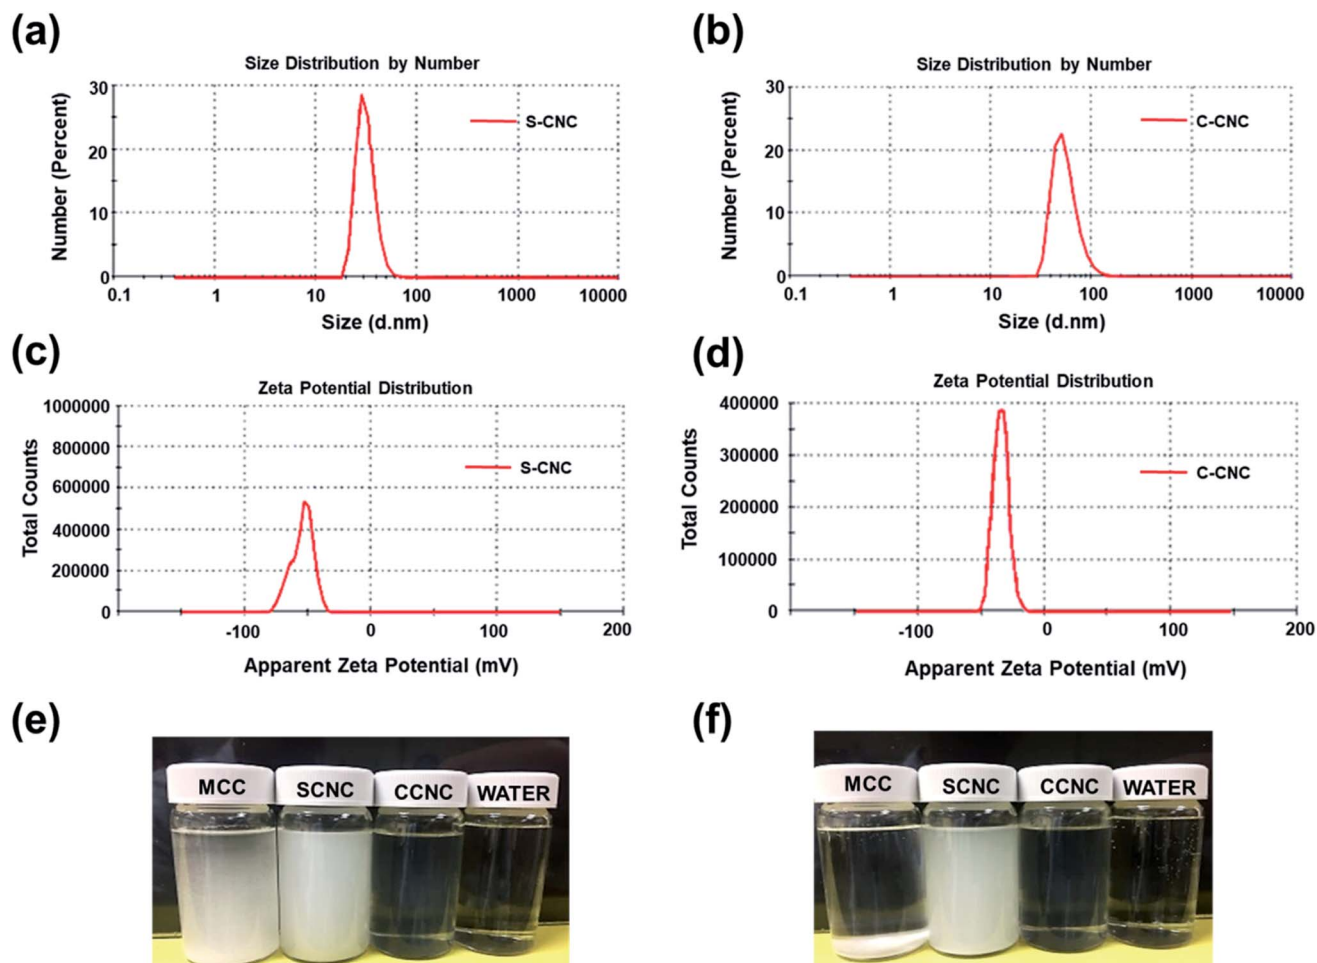 (a)
Size Distribution by Number
Number (Percent)
30
20
10
0
S-CNC
0.1 1 10 100 1000 10000
Size (d.nm)
(b)
Size Distribution by Number
Number (Percent)
30
20
10
0
C-CNC
0.1 1 10 100 1000 10000
Size (d.nm)
(c)
Zeta Potential Distribution
Total Counts
1000000
800000
600000
400000
200000
0
S-CNC
-100 0 100 200
Apparent Zeta Potential (mV)
(d)
Zeta Potential Distribution
Total Counts
400000
300000
200000
100000
0
C-CNC
-100 0 100 200
Apparent Zeta Potential (mV)
(e)
MCC SCNC CCNC WATER
(f)
MCC SCNC CCNC WATER